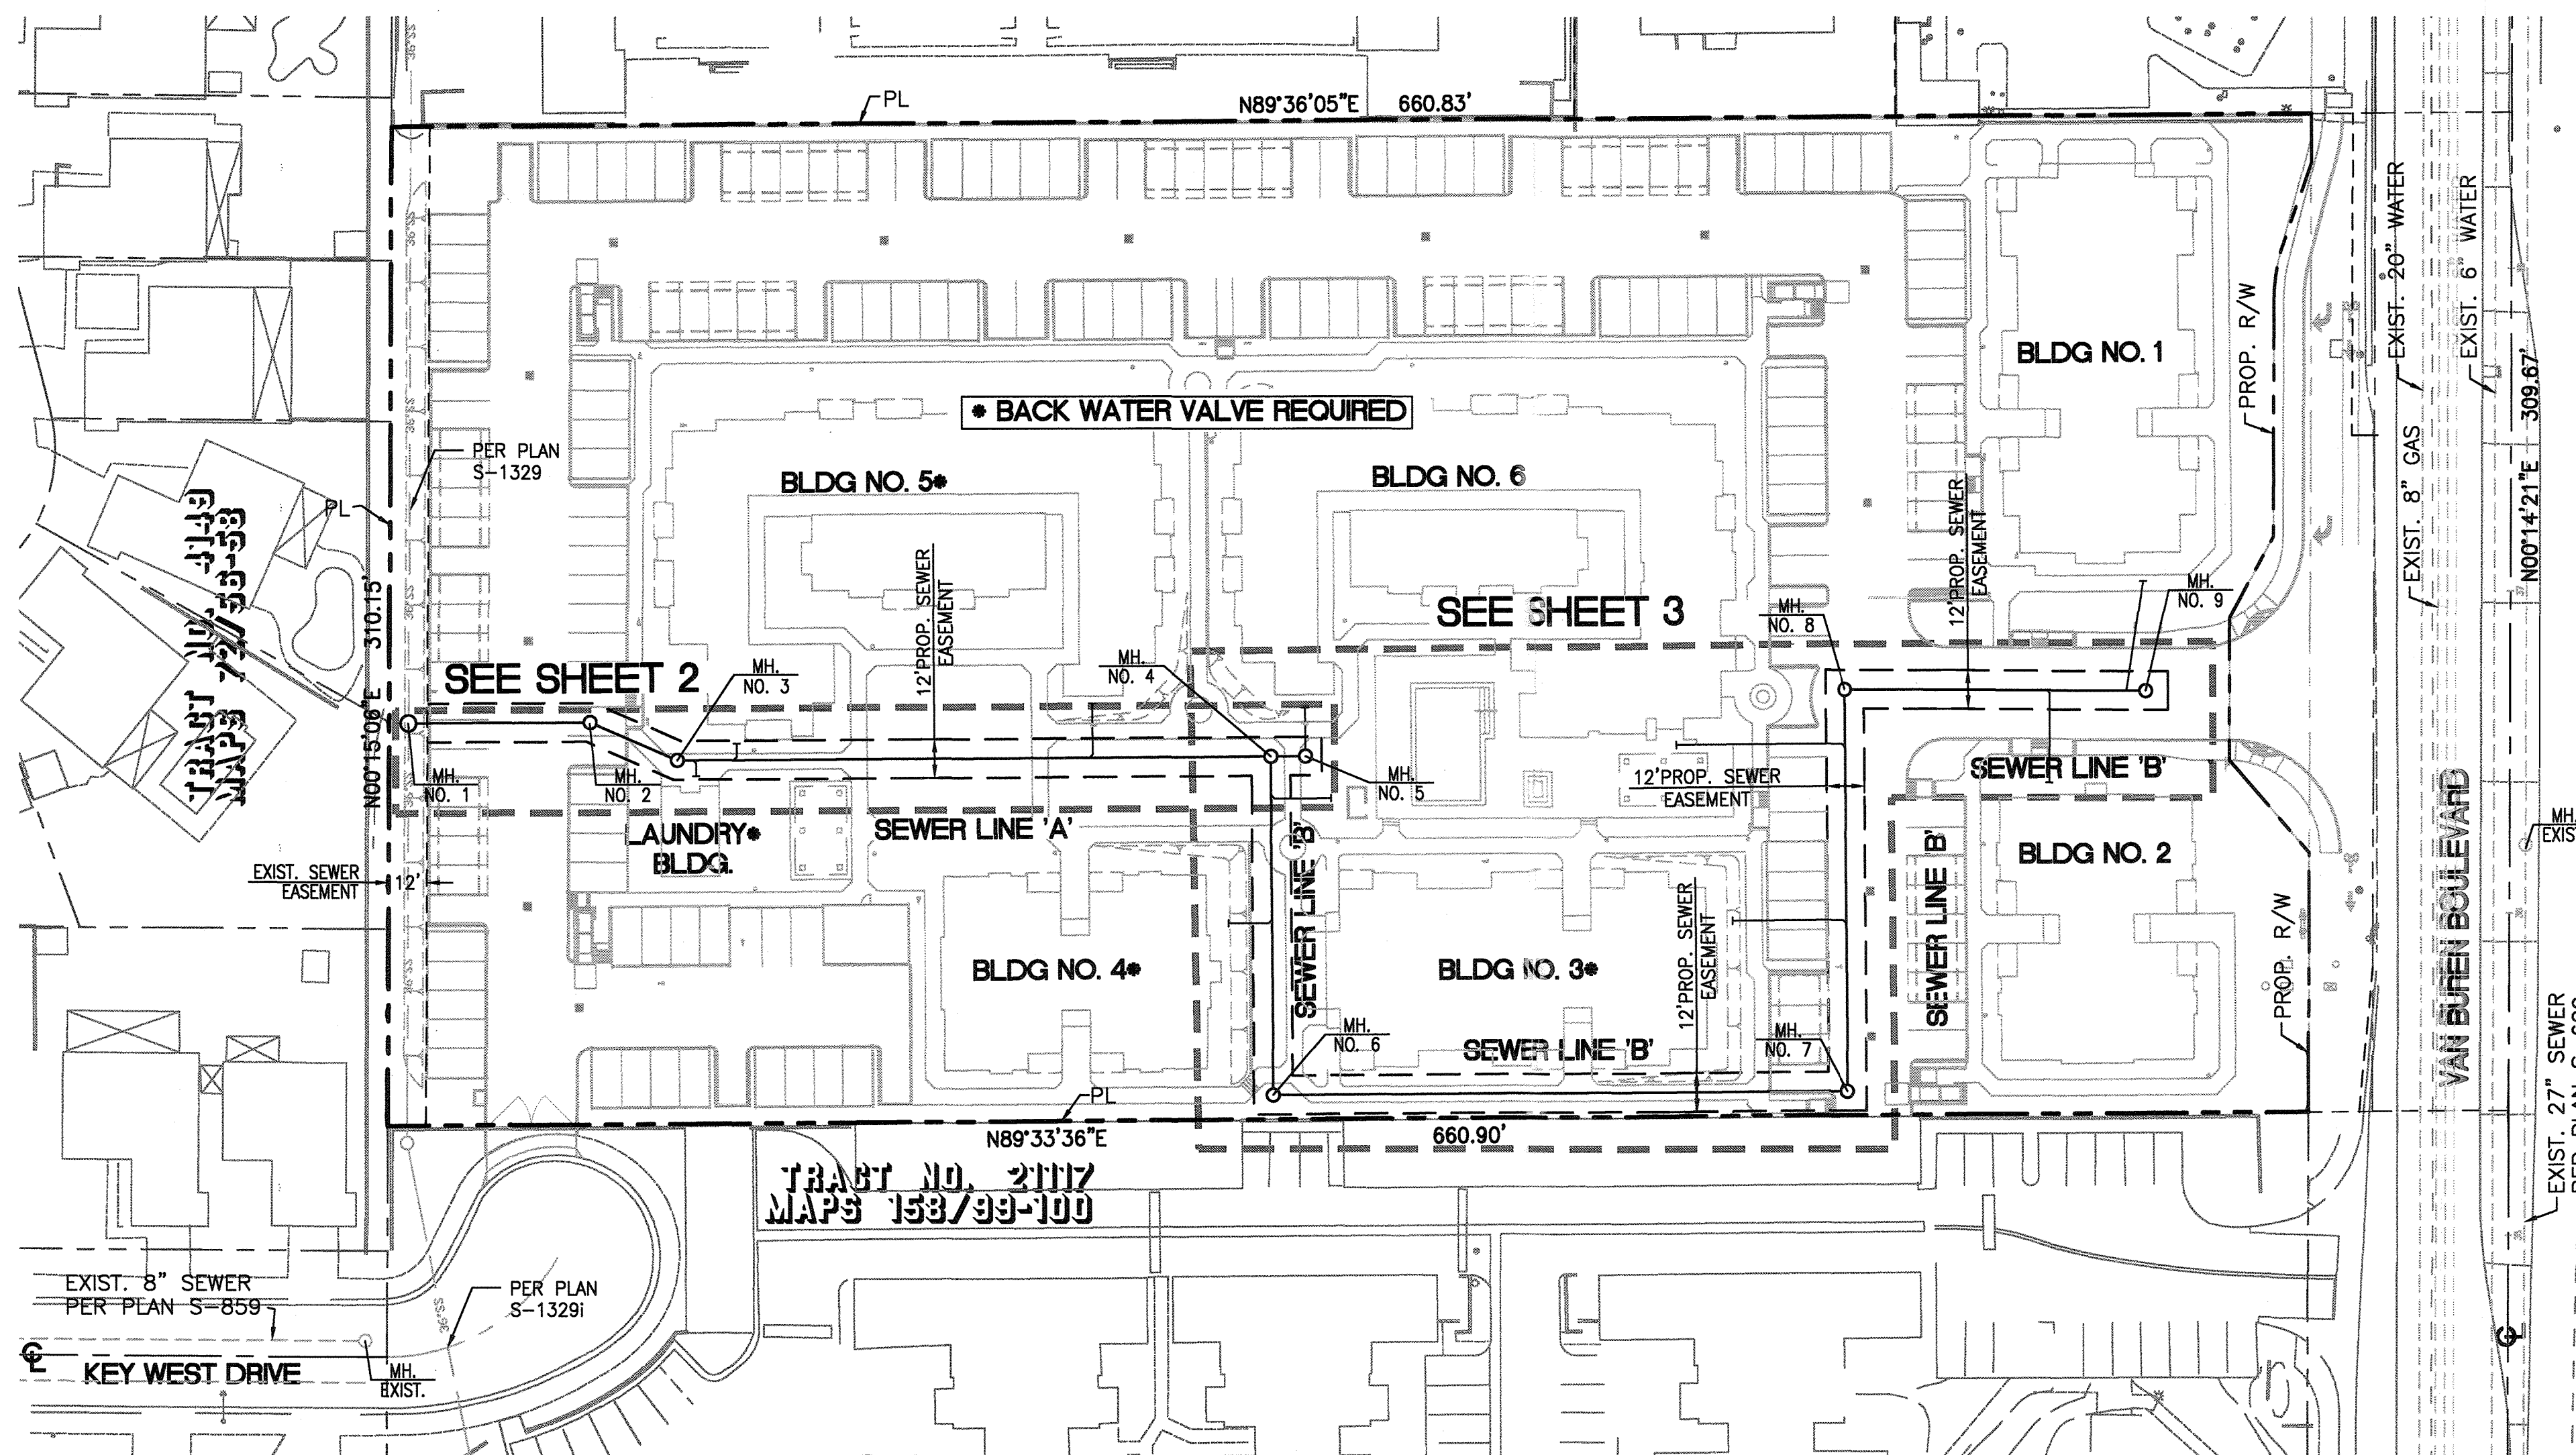 PL
N89°36'05"E 660.83'
EXIST. 20" WATER
EXIST. 6" WATER
PROP. R/W
BLDG NO. 1
309.67'
N00°14'21"E
* BACK WATER VALVE REQUIRED
EXIST. 8" GAS
PER PLAN
S-1329
BLDG NO. 5*
BLDG NO. 6
PL
12'PROP. SEWER
EASEMENT
12'PROP. SEWER
EASEMENT
SEE SHEET 3
MH.
NO. 8
MH.
NO. 9
N00°15'06"E 310.15'
SEE SHEET 2
MH.
NO. 3
MH.
NO. 4
MH.
NO. 1
MH.
NO. 2
MH.
NO. 5
12'PROP. SEWER
EASEMENT
SEWER LINE 'B'
LAUNDRY*
BLDG.
SEWER LINE 'A'
SEWER LINE 'B'
SEWER LINE 'B'
BLDG NO. 2
VAN BUREN BOULEVARD
MH.
EXIST.
EXIST. SEWER
EASEMENT
12'
BLDG NO. 4*
BLDG NO. 3*
12'PROP. SEWER
EASEMENT
PROP. R/W
MH.
NO. 6
SEWER LINE 'B'
MH.
NO. 7
EXIST. 27" SEWER
PL
N89°33'36"E
660.90'
TRACT NO. 21117
MAPS 158/99-100
EXIST. 8" SEWER
PER PLAN S-859
PER PLAN
S-1329i
KEY WEST DRIVE
MH.
EXIST.